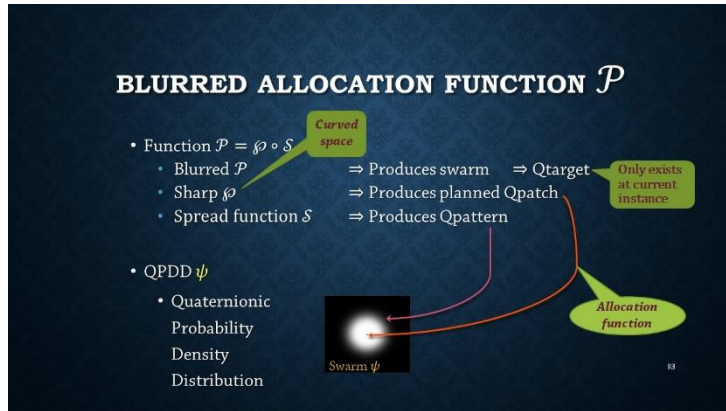 BLURRED ALLOCATION FUNCTION 𝒫
Curved
space
• Function 𝒫 = ℘ ∘ 𝒮
• Blurred 𝒫 ⇒ Produces swarm ⇒ Qtarget
Only exists
at current
instance
• Sharp ℘ ⇒ Produces planned Qpatch
• Spread function 𝒮 ⇒ Produces Qpattern
• QPDD ψ
• Quaternionic
Probability
Density
Distribution
Allocation
function
Swarm ψ